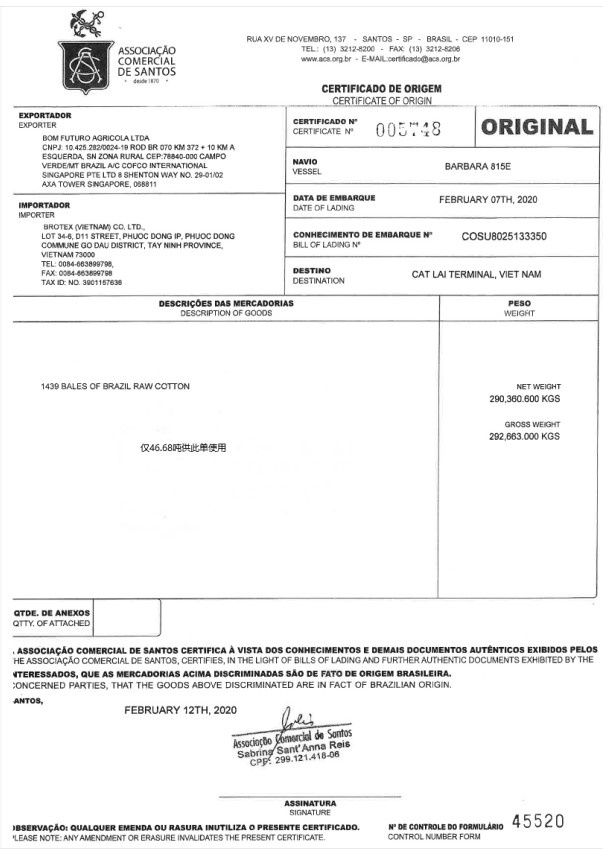 ASSOCIAÇÃO
COMERCIAL
DE SANTOS
desde 1870
RUA XV DE NOVEMBRO, 137 - SANTOS - SP - BRASIL - CEP 11010-151
TEL.: (13) 3212-8200 - FAX: (13) 3212-8206
www.acs.org.br - E-MAIL:certificado@acs.org.br
CERTIFICADO DE ORIGEM
CERTIFICATE OF ORIGIN
EXPORTADOR
EXPORTER
BOM FUTURO AGRICOLA LTDA
CNPJ: 10.425.282/0024-19 ROD BR 070 KM 372 + 10 KM A
ESQUERDA, SN ZONA RURAL CEP:78840-000 CAMPO
VERDE/MT BRAZIL A/C COFCO INTERNATIONAL
SINGAPORE PTE LTD 8 SHENTON WAY NO. 29-01/02
AXA TOWER SINGAPORE, 068811
CERTIFICADO Nº
CERTIFICATE Nº
005748
ORIGINAL
NAVIO
VESSEL
BARBARA 815E
DATA DE EMBARQUE
DATE OF LADING
FEBRUARY 07TH, 2020
IMPORTADOR
IMPORTER
BROTEX (VIETNAM) CO., LTD.,
LOT 34-6, D11 STREET, PHUOC DONG IP, PHUOC DONG
COMMUNE GO DAU DISTRICT, TAY NINH PROVINCE,
VIETNAM 73000
TEL: 0084-663899798,
FAX: 0084-663899798
TAX ID: NO. 3901157636
CONHECIMENTO DE EMBARQUE Nº
BILL OF LADING Nº
COSU8025133350
DESTINO
DESTINATION
CAT LAI TERMINAL, VIET NAM
DESCRIÇÕES DAS MERCADORIAS
DESCRIPTION OF GOODS
PESO
WEIGHT
1439 BALES OF BRAZIL RAW COTTON
NET WEIGHT
290,360.600 KGS
GROSS WEIGHT
292,663.000 KGS
仅46.68吨供此单使用
QTDE. DE ANEXOS
QTTY. OF ATTACHED
ASSOCIAÇÃO COMERCIAL DE SANTOS CERTIFICA À VISTA DOS CONHECIMENTOS E DEMAIS DOCUMENTOS AUTÊNTICOS EXIBIDOS PELOS
HE ASSOCIAÇÃO COMERCIAL DE SANTOS, CERTIFIES, IN THE LIGHT OF BILLS OF LADING AND FURTHER AUTHENTIC DOCUMENTS EXHIBITED BY THE
NTERESSADOS, QUE AS MERCADORIAS ACIMA DISCRIMINADAS SÃO DE FATO DE ORIGEM BRASILEIRA.
CONCERNED PARTIES, THAT THE GOODS ABOVE DISCRIMINATED ARE IN FACT OF BRAZILIAN ORIGIN.
ANTOS,
FEBRUARY 12TH, 2020
Associação Comercial de Santos
Sabrina Sant'Anna Reis
CPF: 299.121.418-06
ASSINATURA
SIGNATURE
OBSERVAÇÃO: QUALQUER EMENDA OU RASURA INUTILIZA O PRESENTE CERTIFICADO.
LEASE NOTE: ANY AMENDMENT OR ERASURE INVALIDATES THE PRESENT CERTIFICATE.
Nº DE CONTROLE DO FORMULÁRIO
CONTROL NUMBER FORM
45520